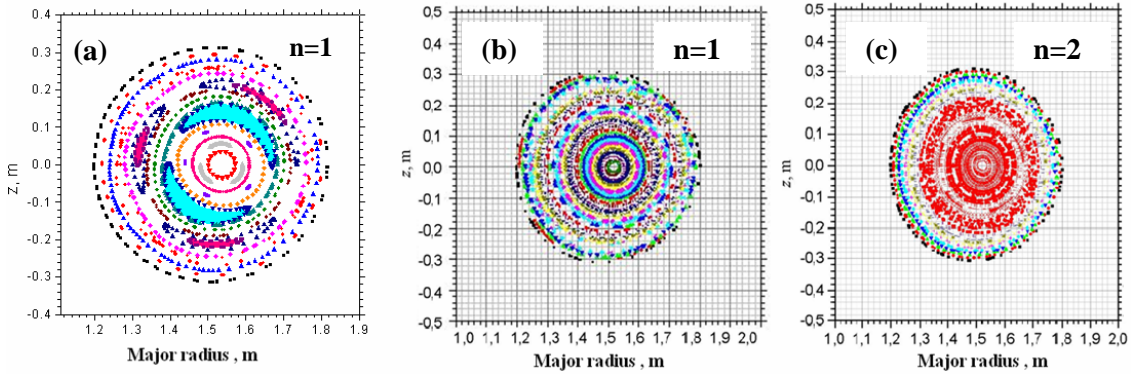 (a) n=1
0.4
0.3
0.2
0.1
0.0
-0.1
-0.2
-0.3
-0.4
z, m
1.2 1.3 1.4 1.5 1.6 1.7 1.8 1.9
Major radius , m
(b) n=1
0,5
0,4
0,3
0,2
0,1
0,0
-0,1
-0,2
-0,3
-0,4
-0,5
z, m
1,0 1,1 1,2 1,3 1,4 1,5 1,6 1,7 1,8 1,9 2,0
Major radius , m
(c) n=2
0,5
0,4
0,3
0,2
0,1
0,0
-0,1
-0,2
-0,3
-0,4
-0,5
z, m
1,0 1,1 1,2 1,3 1,4 1,5 1,6 1,7 1,8 1,9 2,0
Major radius , m